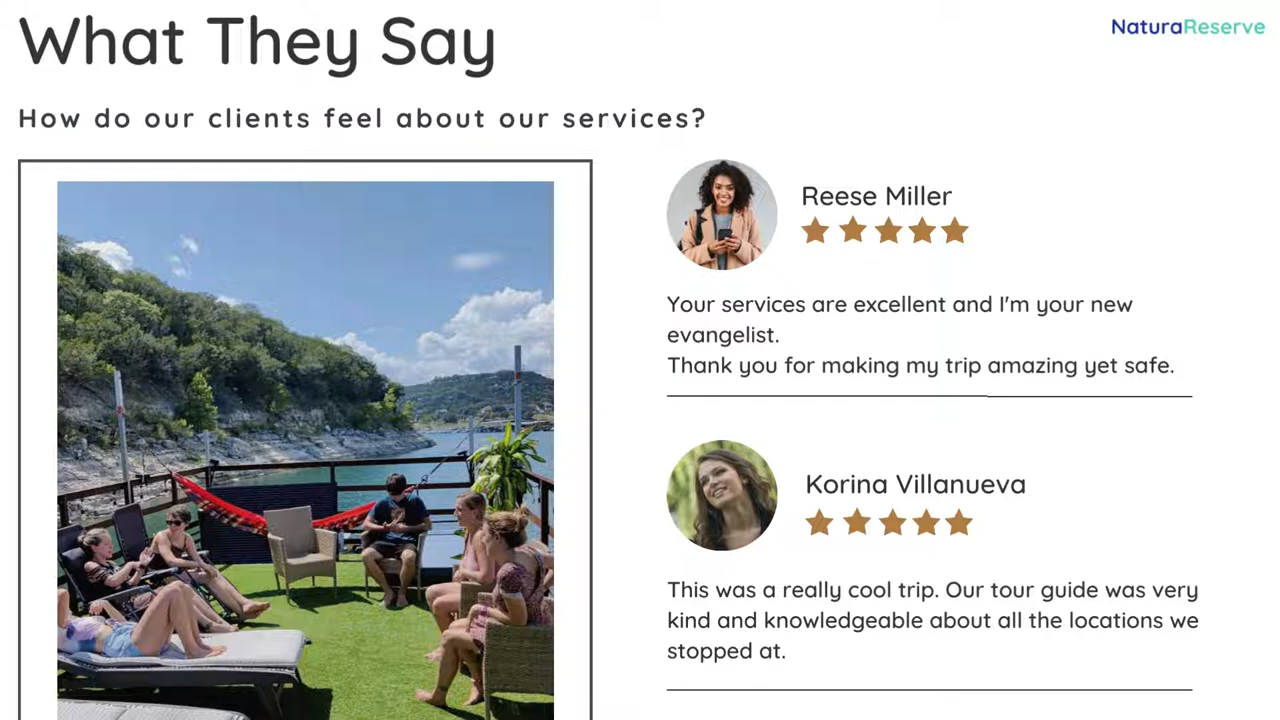 What They Say
NaturaReserve
How do our clients feel about our services?
Reese Miller
Your services are excellent and I'm your new
evangelist.
Thank you for making my trip amazing yet safe.
Korina Villanueva
This was a really cool trip. Our tour guide was very
kind and knowledgeable about all the locations we
stopped at.